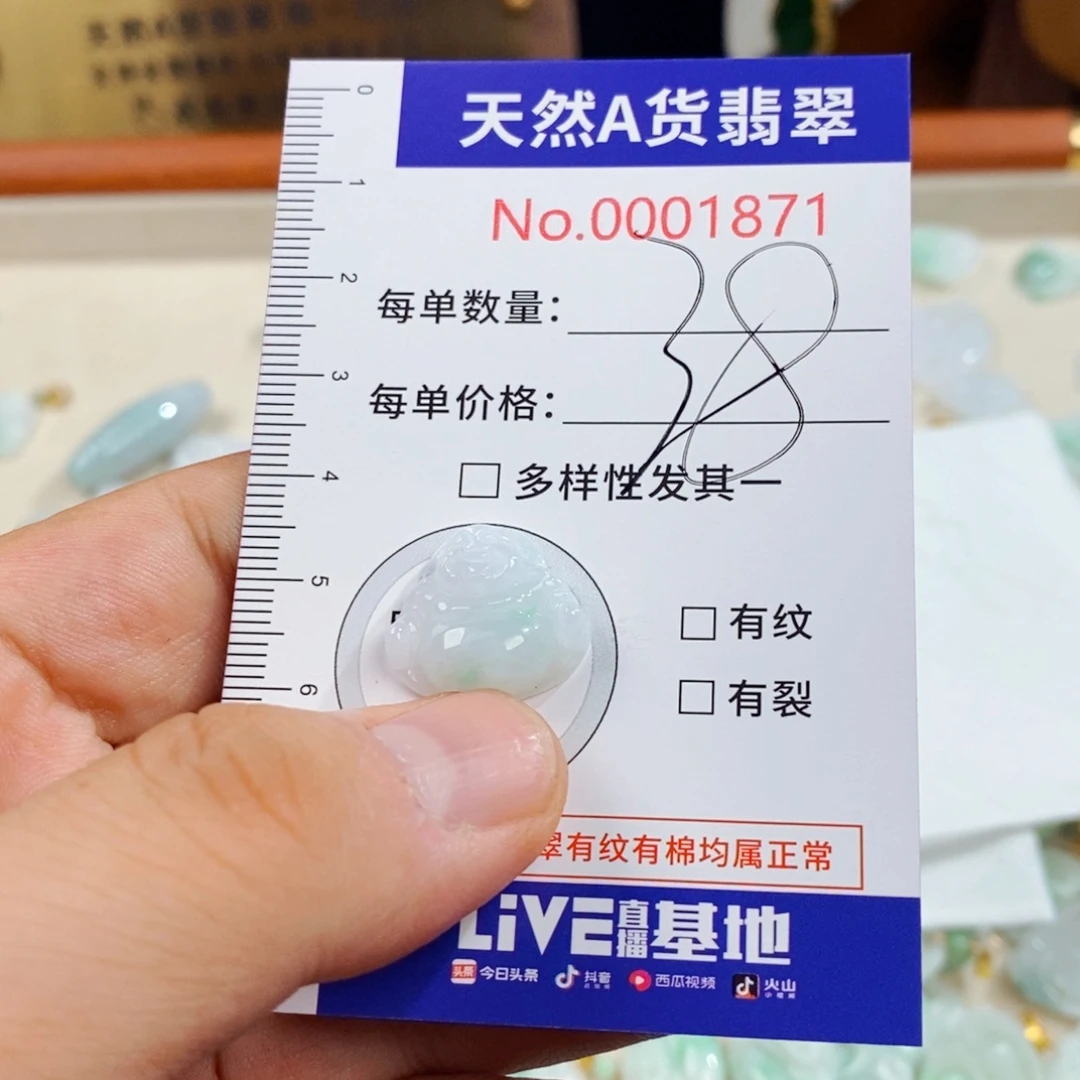 天然A货翡翠
No.0001871
每单数量：
每单价格：
38
多样性发其一
有纹
有裂
翠有纹有棉均属正常
LiVE直播基地
今日头条 抖音 西瓜视频 火山
0
1
2
3
4
5
6